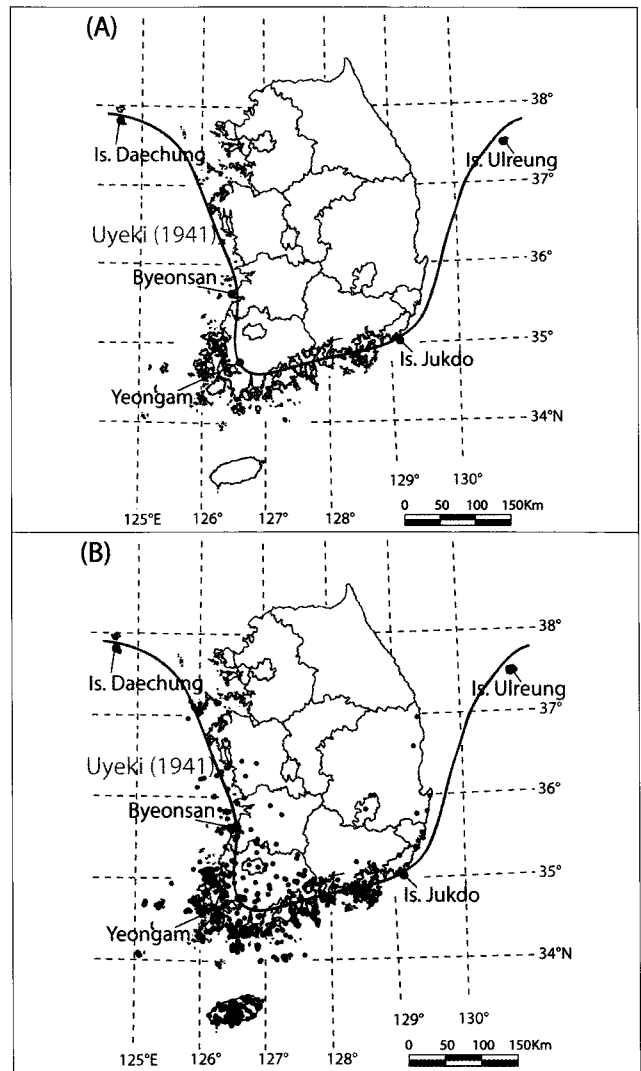 (A)
38°
Is. Daechung
Is. Ulreung
37°
Uyeki (1941)
36°
Byeonsan
35°
Is. Jukdo
Yeongam
34°N
129° 130°
0 50 100 150Km
125°E 126° 127° 128°
(B)
38°
Is. Daechung
Is. Ulreung
37°
Uyeki (1941)
36°
Byeonsan
35°
Is. Jukdo
Yeongam
34°N
129° 130°
0 50 100 150Km
125°E 126° 127° 128°